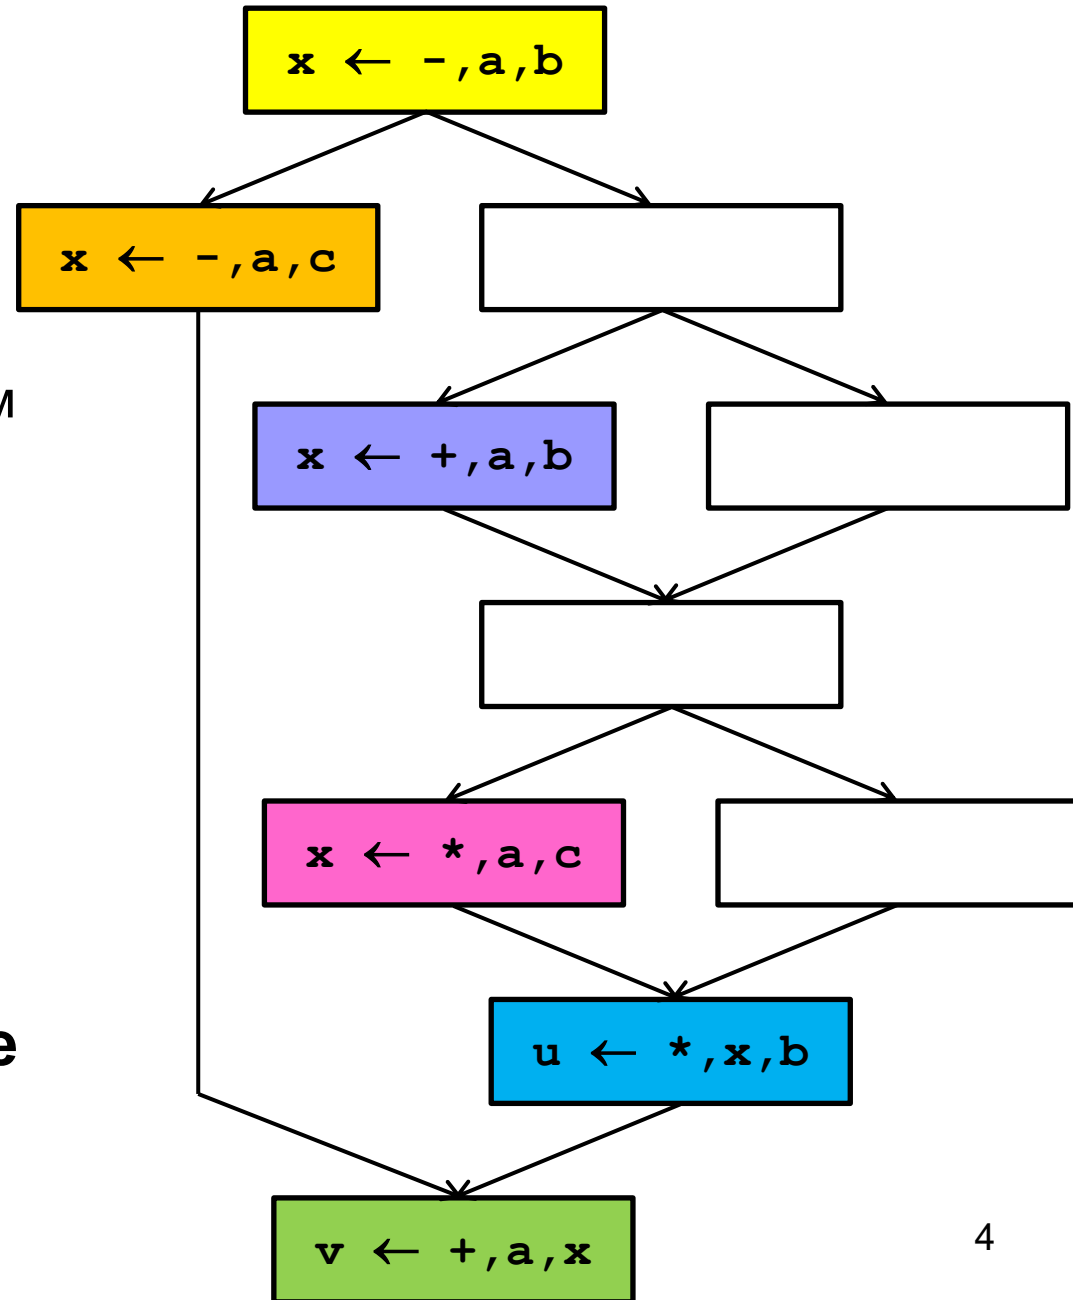 x ← -,a,b
x ← -,a,c
м
x ← +,a,b
x ← *,a,c
е
u ← *,x,b
v ← +,a,x
4